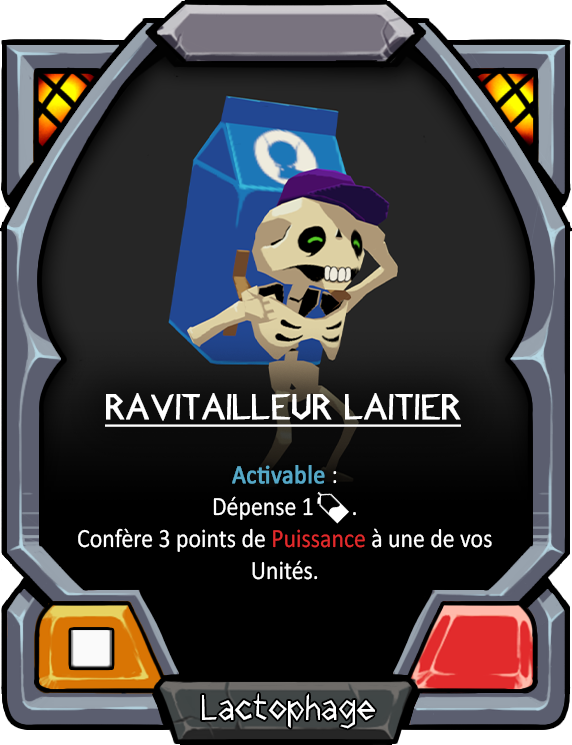 RAVITAILLEUR LAITIER
Activable :
Dépense 1 .
Confère 3 points de Puissance à une de vos
Unités.
Lactophage